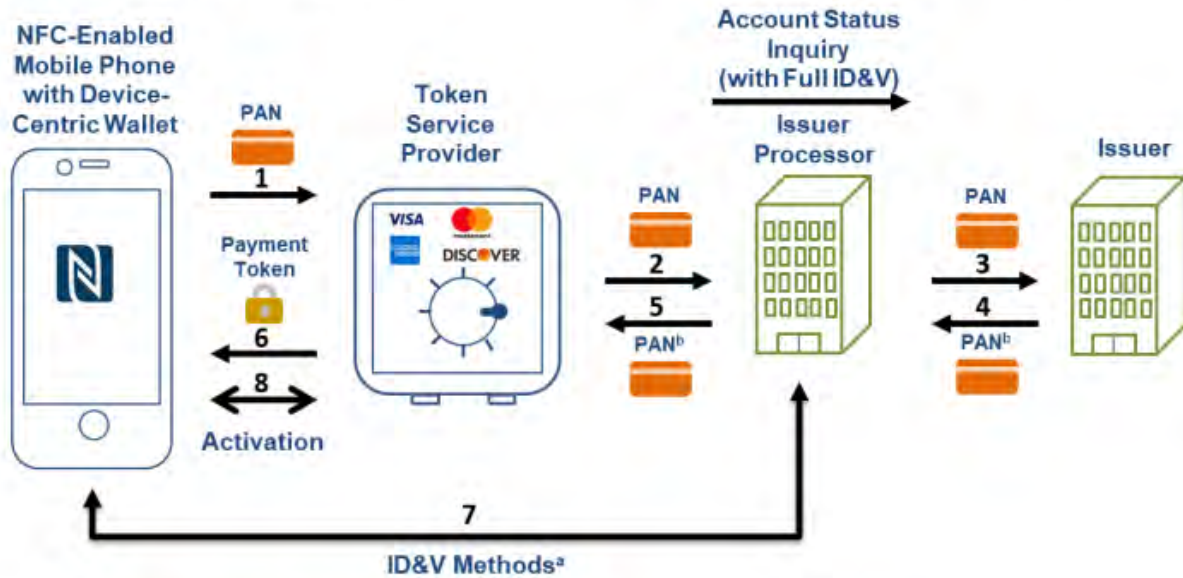 NFC-Enabled
Mobile Phone
with Device-
Centric Wallet
PAN
1
Payment
Token
6
8
Activation
Token
Service
Provider
VISA
DISCOVER
PAN
2
5
PANᵇ
Account Status
Inquiry
(with Full ID&V)
Issuer
Processor
PAN
3
4
PANᵇ
Issuer
7
ID&V Methodsᵃ